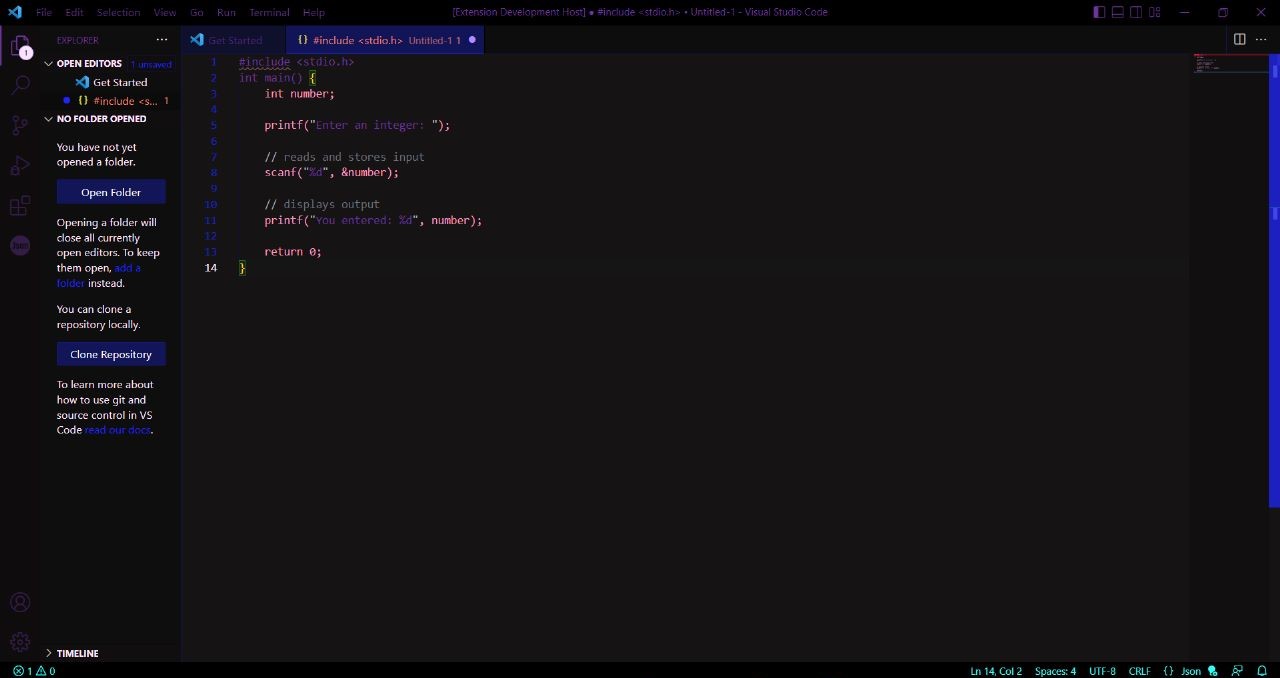 File Edit Selection View Go Run Terminal Help
[Extension Development Host] ● #include <stdio.h> • Untitled-1 - Visual Studio Code
EXPLORER ...
OPEN EDITORS 1 unsaved
Get Started
{} #include <s... 1
NO FOLDER OPENED
You have not yet
opened a folder.
Open Folder
Opening a folder will
close all currently
open editors. To keep
them open, add a
folder instead.
You can clone a
repository locally.
Clone Repository
To learn more about
how to use git and
source control in VS
Code read our docs.
TIMELINE
1
Json
Get Started
{} #include <stdio.h> Untitled-1 1 ●
1 #include <stdio.h>
2 int main() {
3     int number;
4
5     printf("Enter an integer: ");
6
7     // reads and stores input
8     scanf("%d", &number);
9
10     // displays output
11     printf("You entered: %d", number);
12
13     return 0;
14 }
1 0
Ln 14, Col 2 Spaces: 4 UTF-8 CRLF {} Json